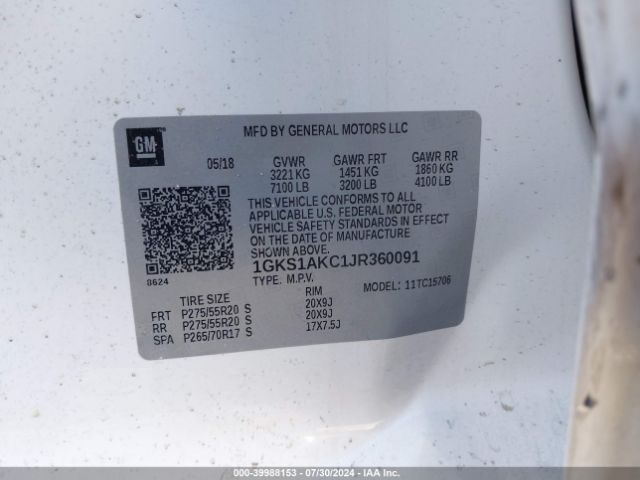 GM
MFD BY GENERAL MOTORS LLC
05/18 GVWR GAWR FRT GAWR RR
3221 KG 1451 KG 1860 KG
7100 LB 3200 LB 4100 LB
THIS VEHICLE CONFORMS TO ALL
APPLICABLE U.S. FEDERAL MOTOR
VEHICLE SAFETY STANDARDS IN EFFECT
ON THE DATE OF MANUFACTURE
SHOWN ABOVE.
1GKS1AKC1JR360091
8624
TYPE. M.P.V. MODEL: 11TC15706
TIRE SIZE RIM
FRT P275/55R20 S 20X9J
RR P275/55R20 S 20X9J
SPA P265/70R17 S 17X7.5J
STOCK: 000-39988153 - 07/30/2024 - IAA Inc.